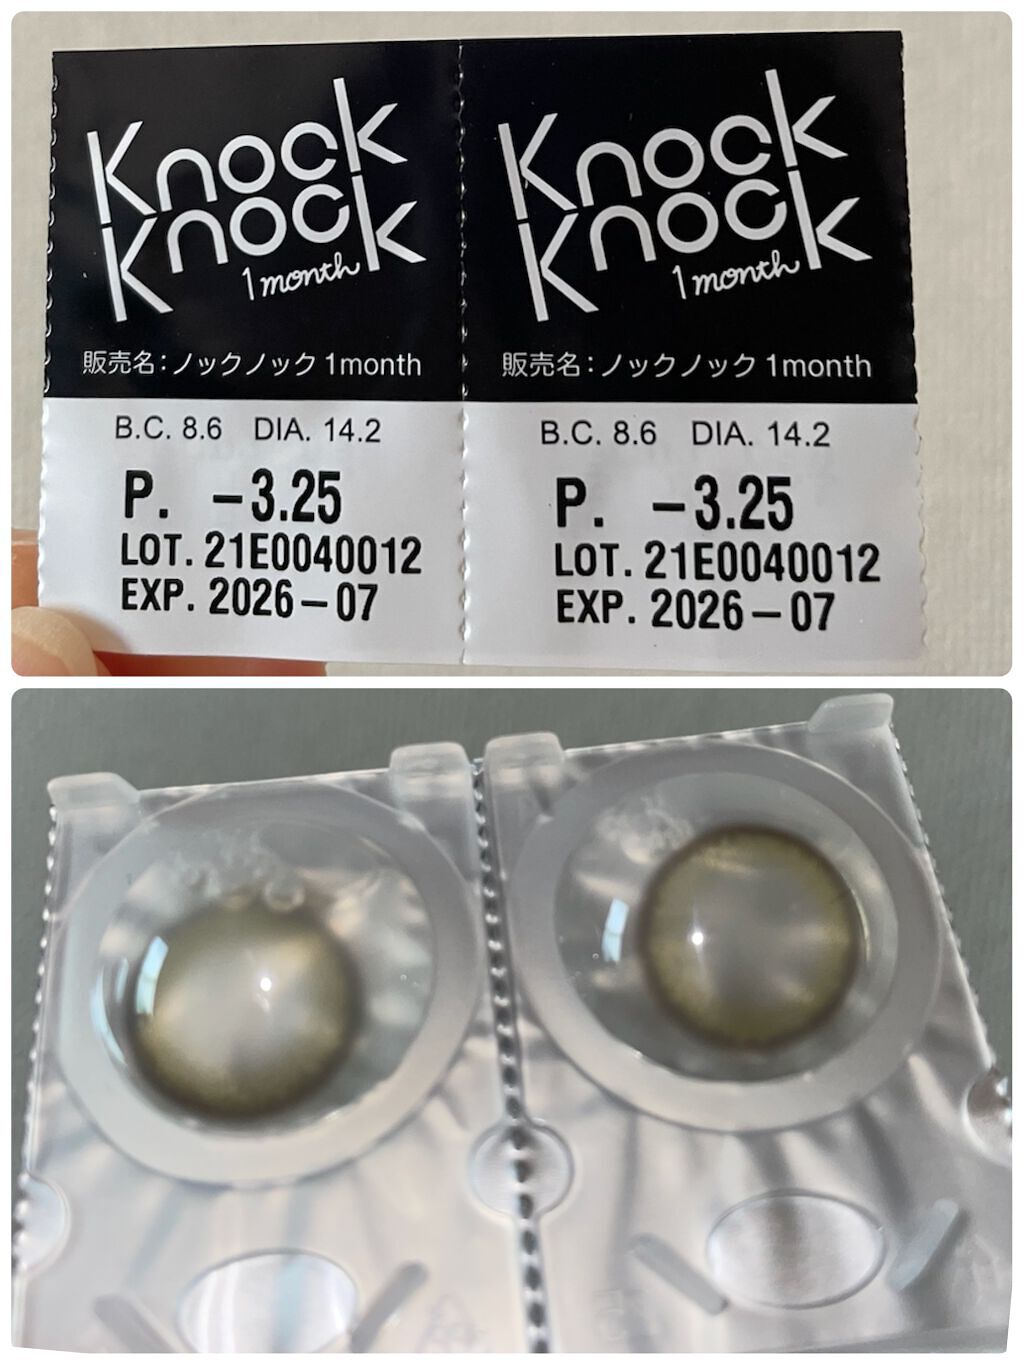 Knock
Knock
1month
販売名：ノックノック 1month
B.C. 8.6 DIA. 14.2
P. −3.25
LOT. 21E0040012
EXP. 2026−07
Knock
Knock
1month
販売名：ノックノック 1month
B.C. 8.6 DIA. 14.2
P. −3.25
LOT. 21E0040012
EXP. 2026−07